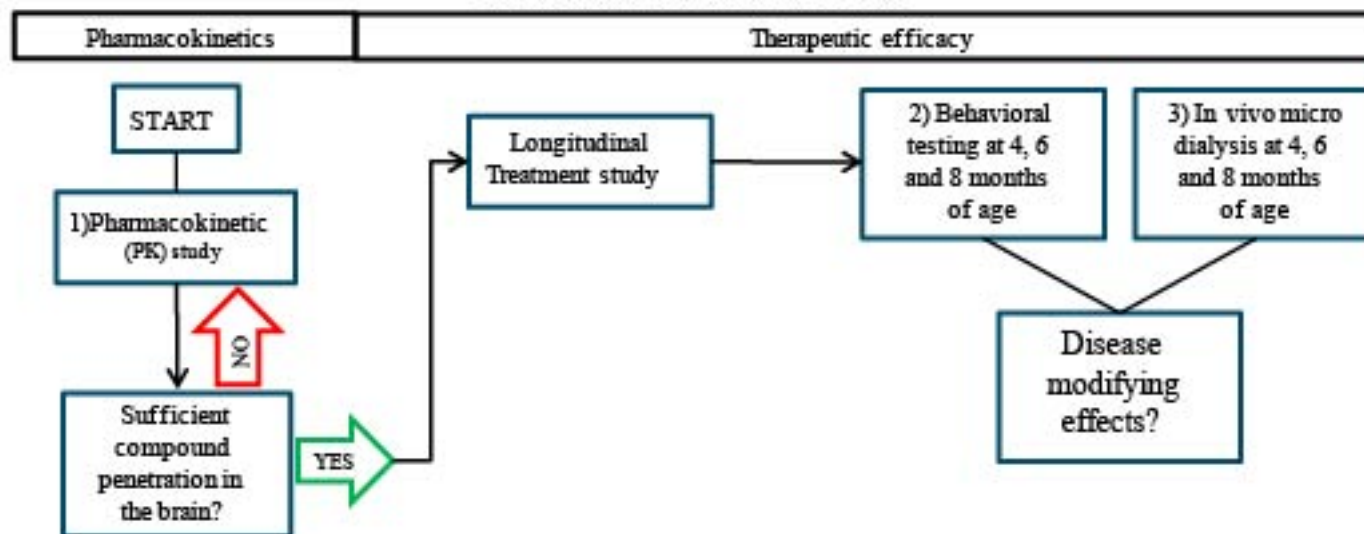 Pharmacokinetics
Therapeutic efficacy
START
1)Pharmacokinetic
(PK) study
NO
Sufficient
compound
penetration in
the brain?
YES
Longitudinal
Treatment study
2) Behavioral
testing at 4, 6
and 8 months
of age
3) In vivo micro
dialysis at 4, 6
and 8 months
of age
Disease
modifying
effects?